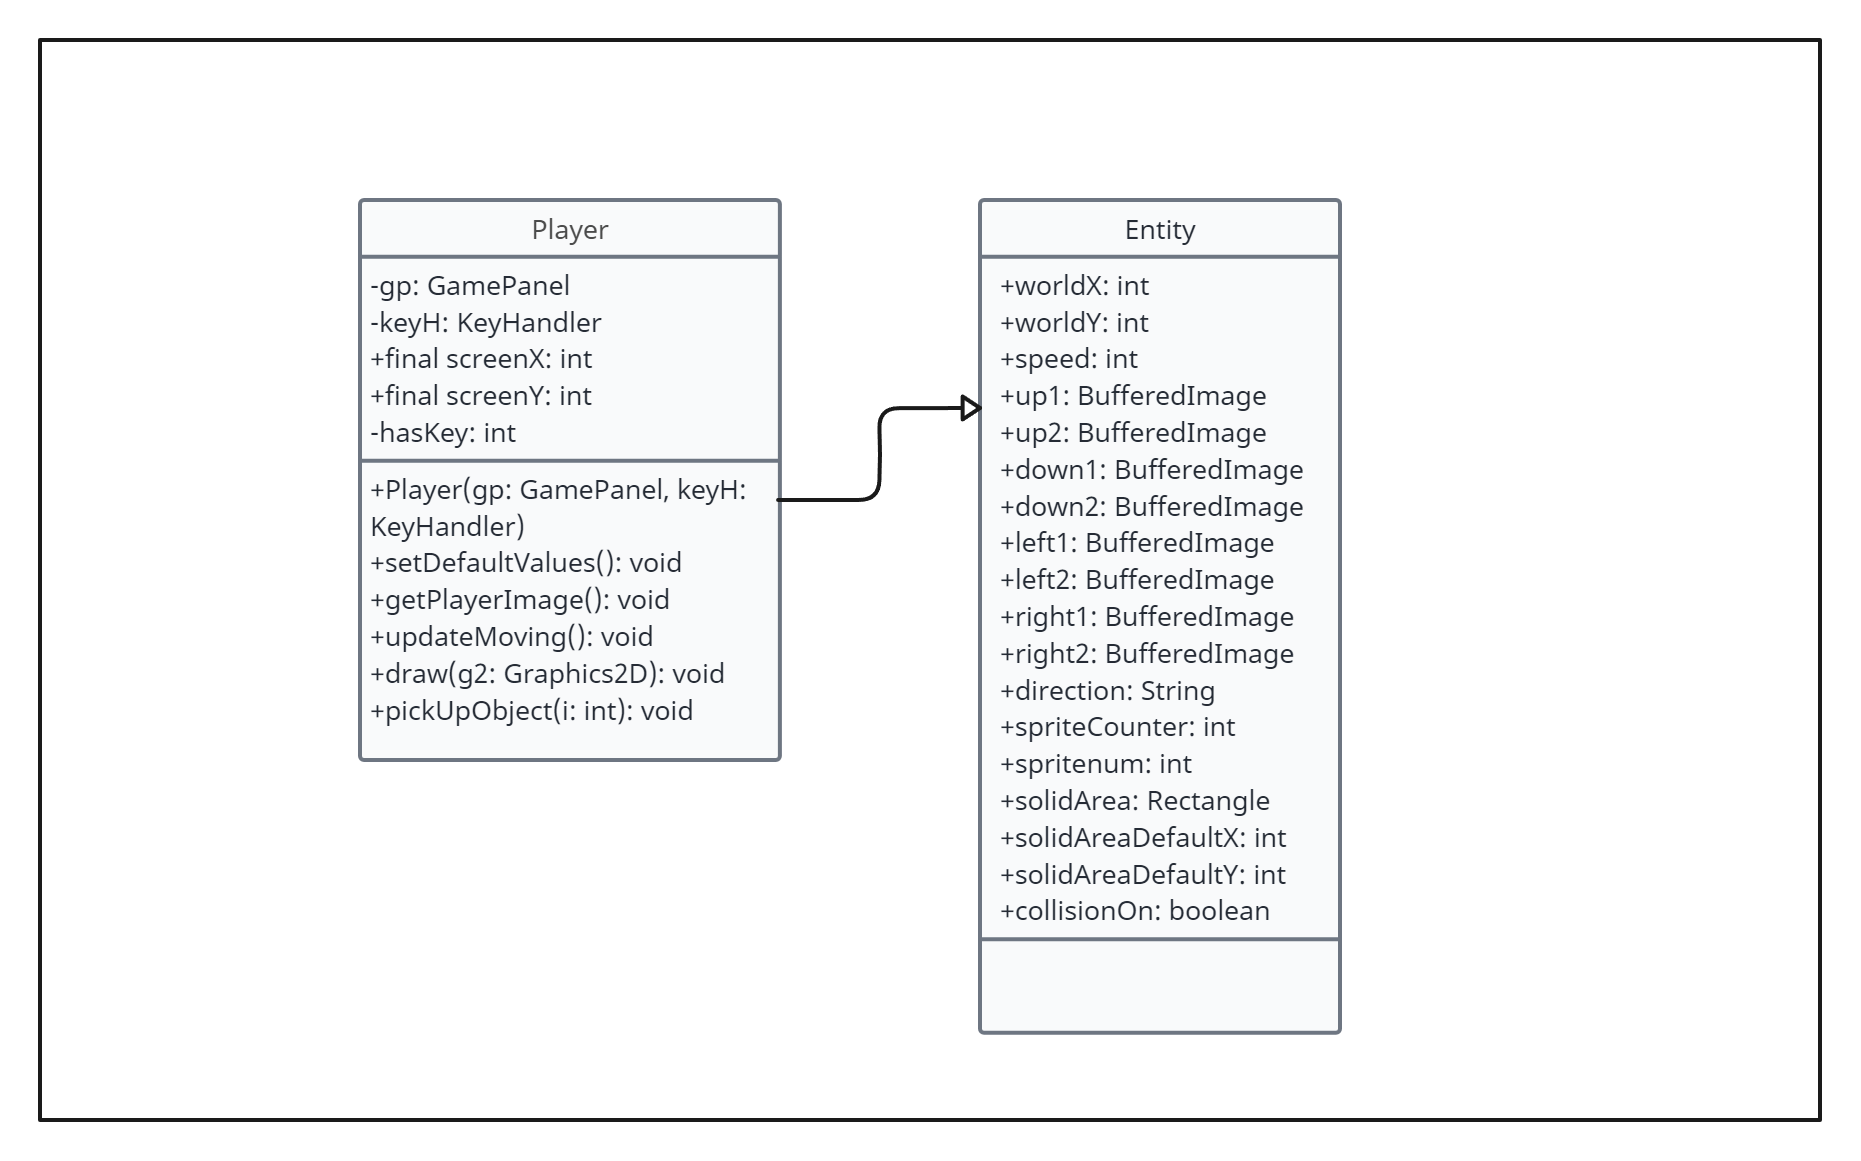 Player
-gp: GamePanel
-keyH: KeyHandler
+final screenX: int
+final screenY: int
-hasKey: int
+Player(gp: GamePanel, keyH:
KeyHandler)
+setDefaultValues(): void
+getPlayerImage(): void
+updateMoving(): void
+draw(g2: Graphics2D): void
+pickUpObject(i: int): void
Entity
+worldX: int
+worldY: int
+speed: int
+up1: BufferedImage
+up2: BufferedImage
+down1: BufferedImage
+down2: BufferedImage
+left1: BufferedImage
+left2: BufferedImage
+right1: BufferedImage
+right2: BufferedImage
+direction: String
+spriteCounter: int
+spritenum: int
+solidArea: Rectangle
+solidAreaDefaultX: int
+solidAreaDefaultY: int
+collisionOn: boolean